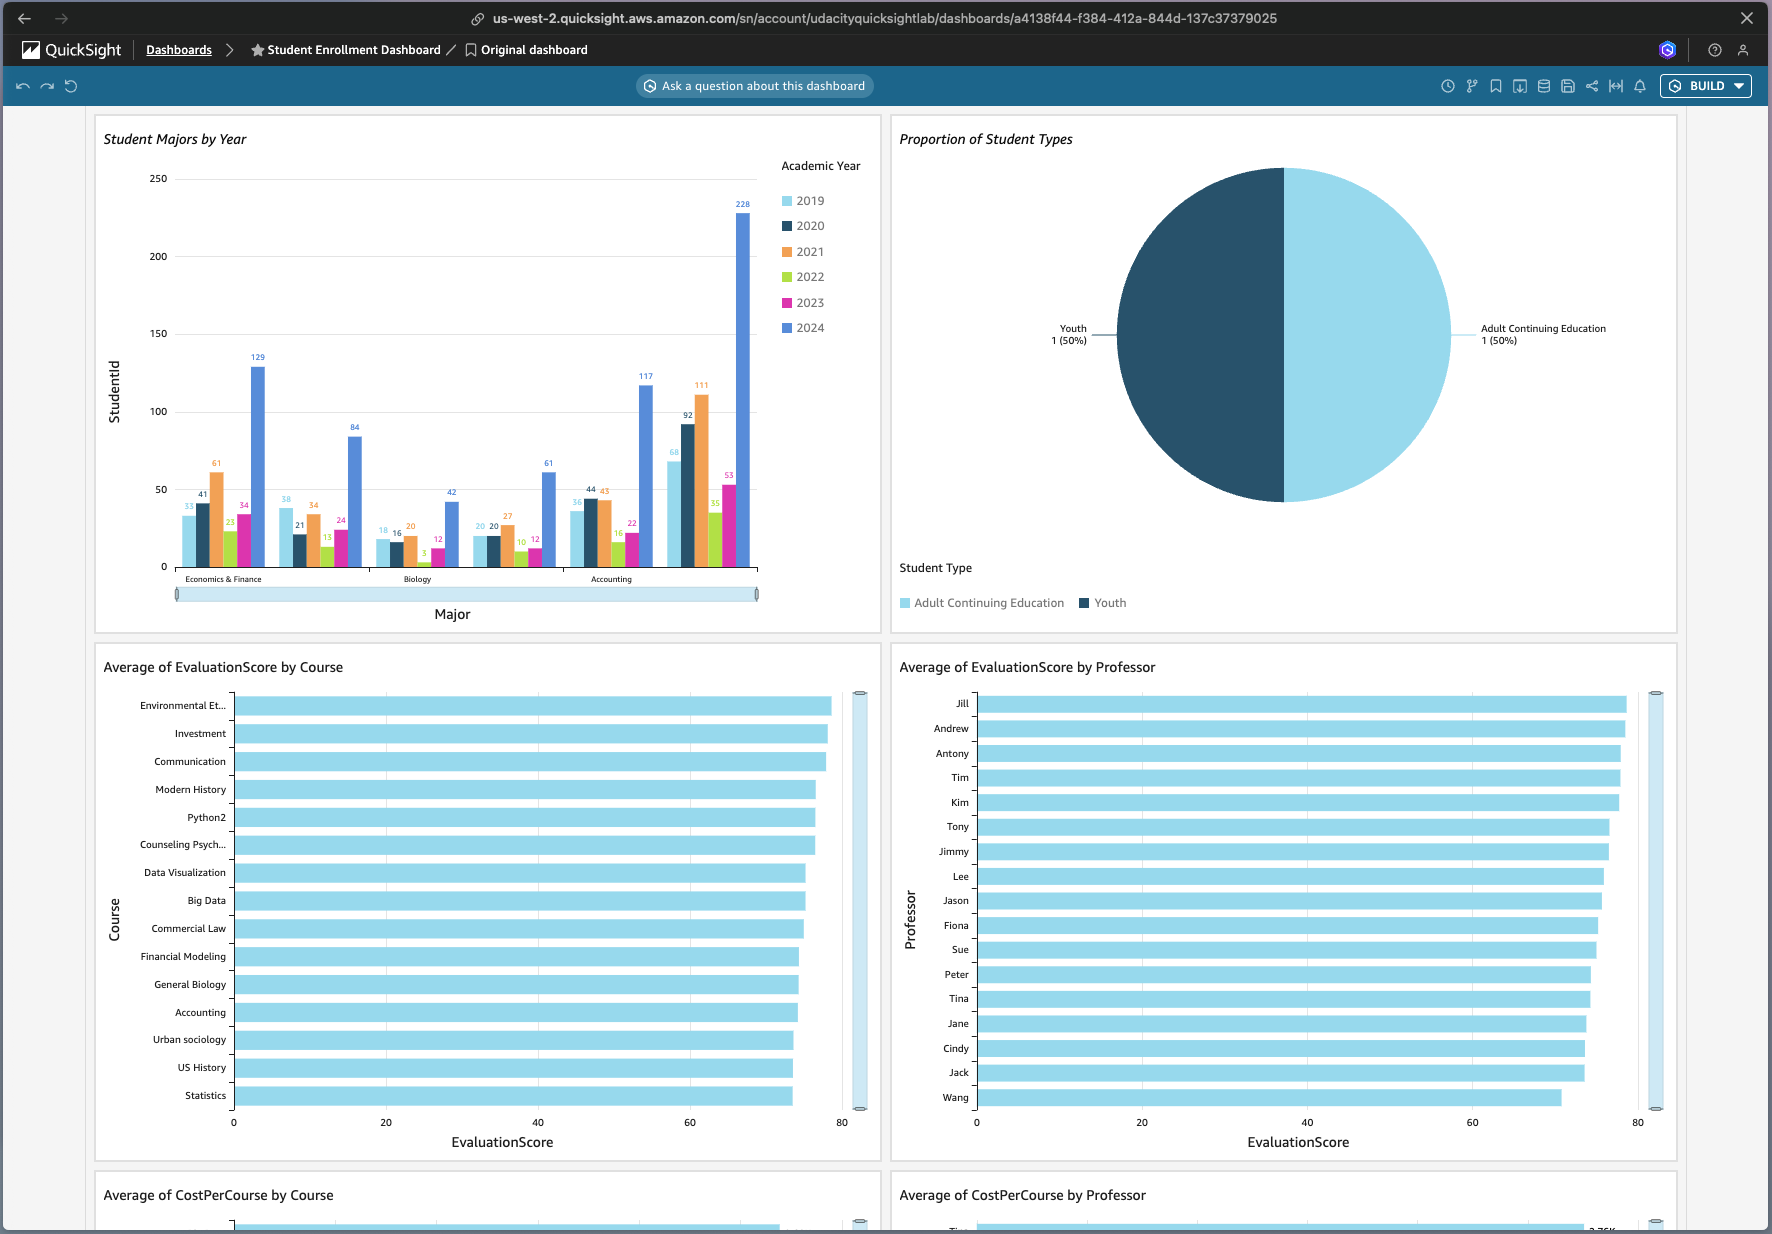 us-west-2.quicksight.aws.amazon.com/sn/account/udacityquicksightlab/dashboards/a4138f44-f384-412a-844d-137c37379025
QuickSight
Dashboards
Student Enrollment Dashboard
Original dashboard
Ask a question about this dashboard
BUILD
Student Majors by Year
Academic Year
2019
2020
2021
2022
2023
2024
StudentId
250
200
150
100
50
0
33
41
61
23
34
129
38
21
34
13
24
84
18
16
20
3
12
42
20
20
27
10
12
61
36
44
43
16
22
117
68
92
111
35
53
228
Economics & Finance
Biology
Accounting
Major
Proportion of Student Types
Youth
1 (50%)
Adult Continuing Education
1 (50%)
Student Type
Adult Continuing Education
Youth
Average of EvaluationScore by Course
Course
Environmental Et...
Investment
Communication
Modern History
Python2
Counseling Psych...
Data Visualization
Big Data
Commercial Law
Financial Modeling
General Biology
Accounting
Urban sociology
US History
Statistics
0
20
40
60
80
EvaluationScore
Average of EvaluationScore by Professor
Professor
Jill
Andrew
Antony
Tim
Kim
Tony
Jimmy
Lee
Jason
Fiona
Sue
Peter
Tina
Jane
Cindy
Jack
Wang
0
20
40
60
80
EvaluationScore
Average of CostPerCourse by Course
Average of CostPerCourse by Professor